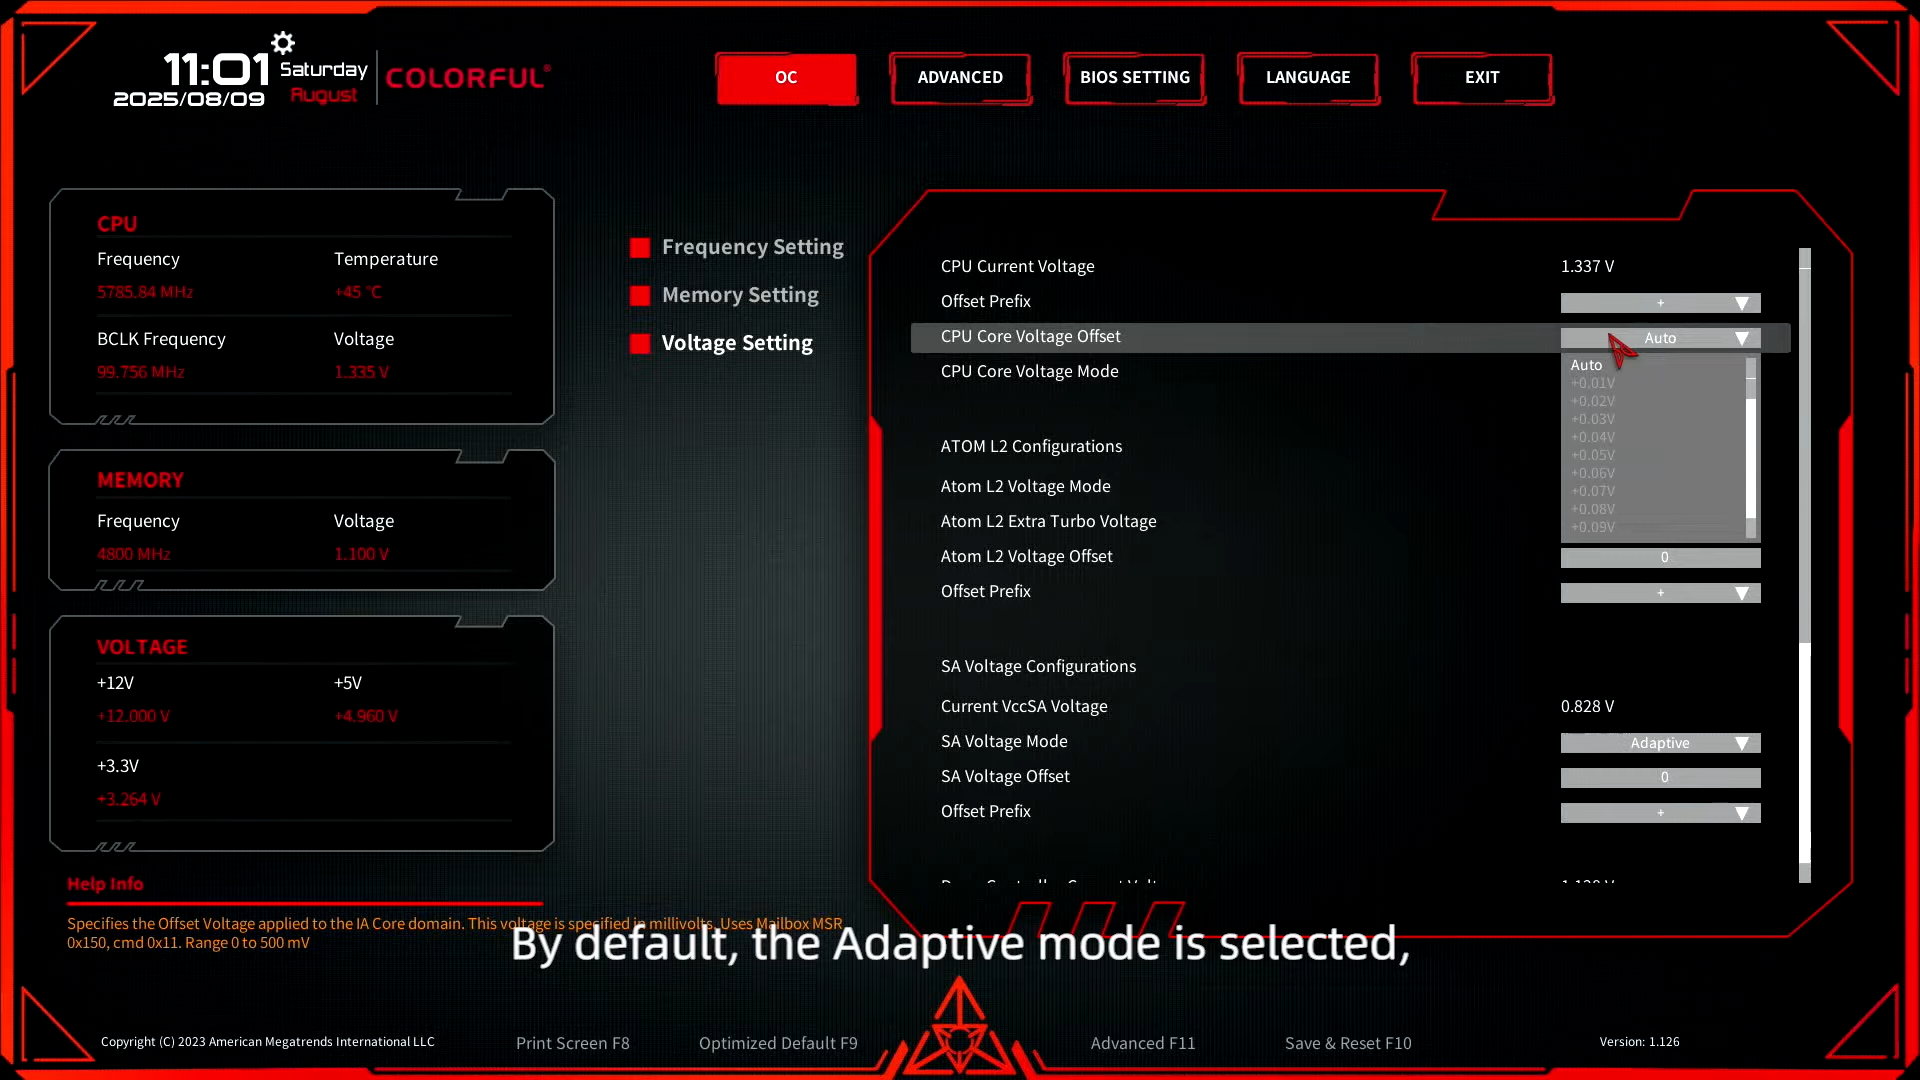 11:01 Saturday
2025/08/09 August
COLORFUL®
OC
ADVANCED
BIOS SETTING
LANGUAGE
EXIT
CPU
Frequency Temperature
5785.84 MHz +45 °C
BCLK Frequency Voltage
99.756 MHz 1.335 V
MEMORY
Frequency Voltage
4800 MHz 1.100 V
VOLTAGE
+12V +5V
+12.000 V +4.960 V
+3.3V
+3.264 V
Help Info
Specifies the Offset Voltage applied to the IA Core domain. This voltage is specified in millivolts. Uses Mailbox MSR
0x150, cmd 0x11. Range 0 to 500 mV
Frequency Setting
Memory Setting
Voltage Setting
CPU Current Voltage 1.337 V
Offset Prefix +
CPU Core Voltage Offset Auto
CPU Core Voltage Mode
Auto
+0.01V
+0.02V
+0.03V
+0.04V
+0.05V
+0.06V
+0.07V
+0.08V
+0.09V
ATOM L2 Configurations
Atom L2 Voltage Mode
Atom L2 Extra Turbo Voltage
Atom L2 Voltage Offset 0
Offset Prefix +
SA Voltage Configurations
Current VccSA Voltage 0.828 V
SA Voltage Mode Adaptive
SA Voltage Offset 0
Offset Prefix +
By default, the Adaptive mode is selected,
Copyright (C) 2023 American Megatrends International LLC
Print Screen F8
Optimized Default F9
Advanced F11
Save & Reset F10
Version: 1.126